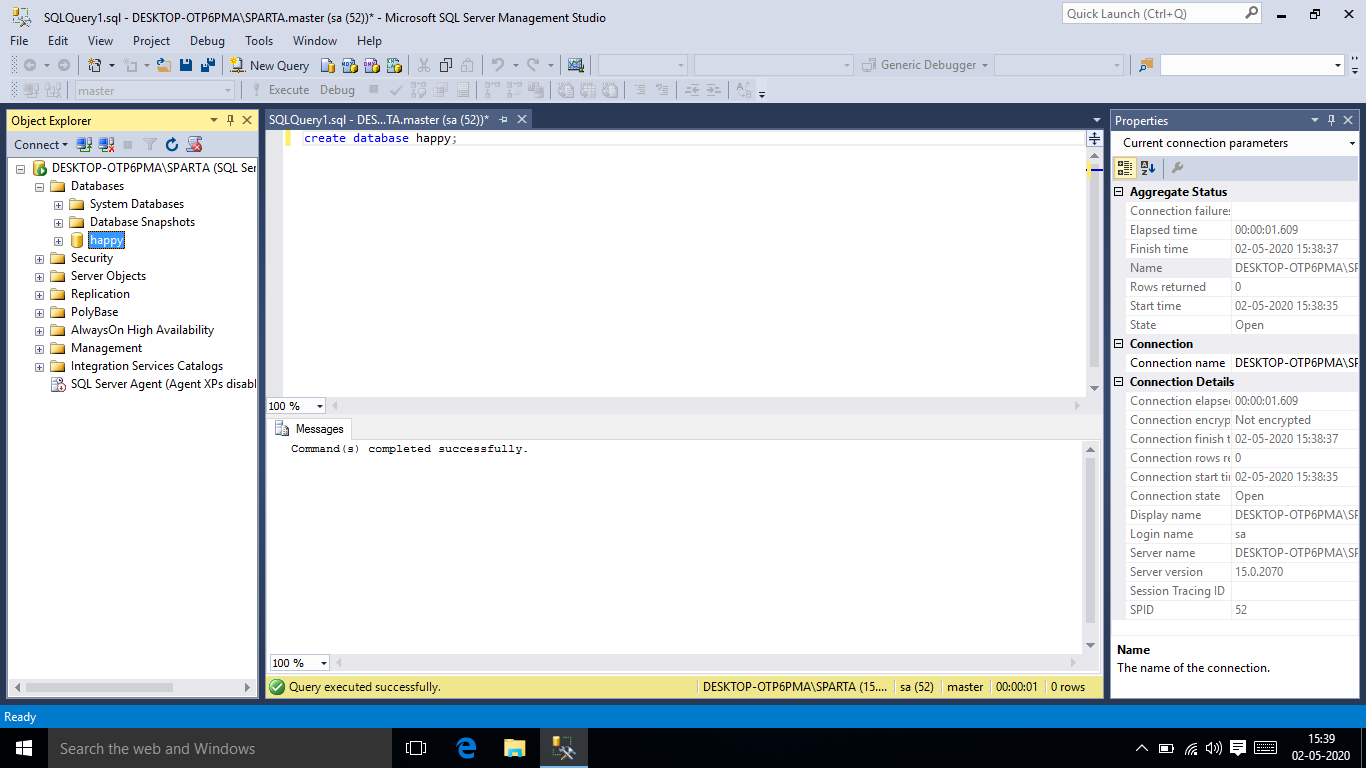 SQLQuery1.sql - DESKTOP-OTP6PMA\SPARTA.master (sa (52))* - Microsoft SQL Server Management Studio
Quick Launch (Ctrl+Q)
File Edit View Project Debug Tools Window Help
New Query
Generic Debugger
master
Execute Debug
Object Explorer
Connect
DESKTOP-OTP6PMA\SPARTA (SQL Ser
Databases
System Databases
Database Snapshots
happy
Security
Server Objects
Replication
PolyBase
AlwaysOn High Availability
Management
Integration Services Catalogs
SQL Server Agent (Agent XPs disabl
SQLQuery1.sql - DES...TA.master (sa (52))*
create database happy;
100 %
Messages
Command(s) completed successfully.
100 %
Query executed successfully.
DESKTOP-OTP6PMA\SPARTA (15.... sa (52) master 00:00:01 0 rows
Properties
Current connection parameters
Aggregate Status
Connection failures
Elapsed time 00:00:01.609
Finish time 02-05-2020 15:38:37
Name DESKTOP-OTP6PMA\SP
Rows returned 0
Start time 02-05-2020 15:38:35
State Open
Connection
Connection name DESKTOP-OTP6PMA\SP
Connection Details
Connection elapse 00:00:01.609
Connection encryp Not encrypted
Connection finish t 02-05-2020 15:38:37
Connection rows re 0
Connection start ti 02-05-2020 15:38:35
Connection state Open
Display name DESKTOP-OTP6PMA\SP
Login name sa
Server name DESKTOP-OTP6PMA\SP
Server version 15.0.2070
Session Tracing ID
SPID 52
Name
The name of the connection.
Ready
Search the web and Windows
15:39
02-05-2020